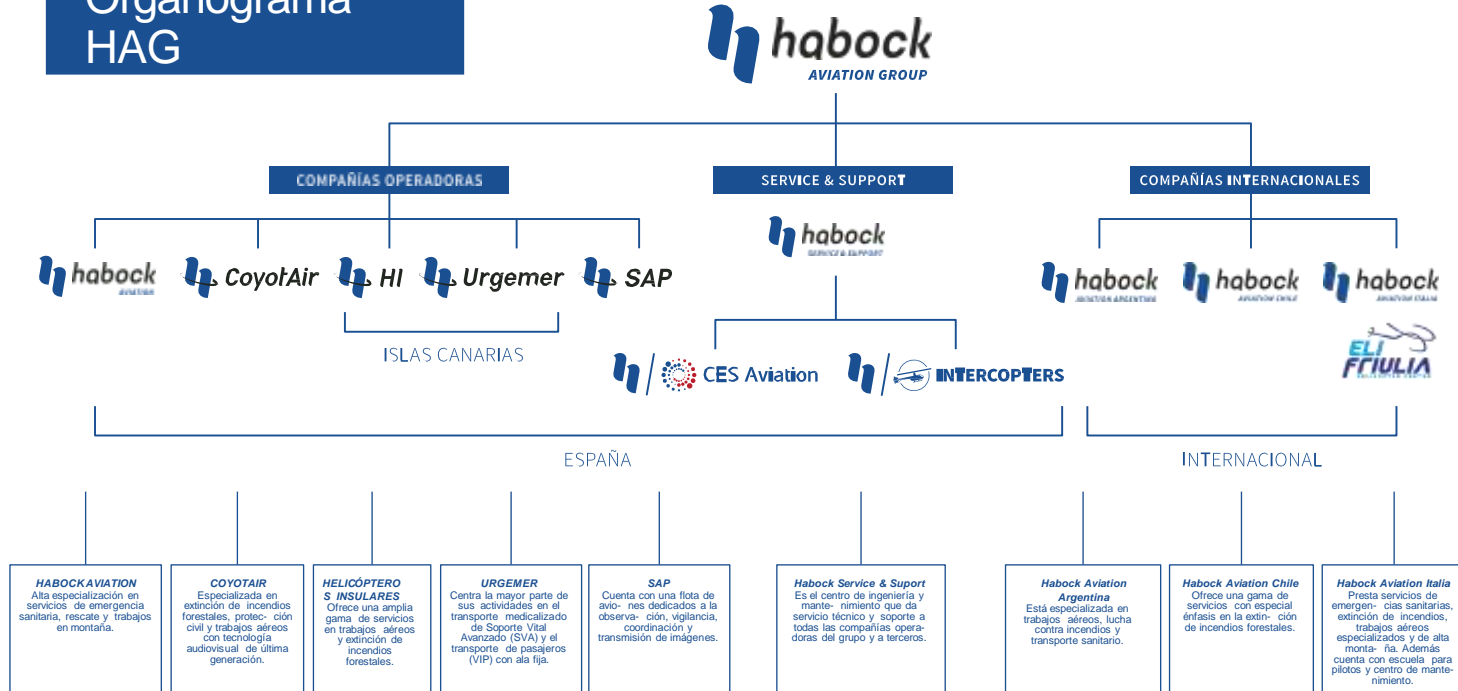 Organograma
HAG
habock
AVIATION GROUP
COMPAÑÍAS OPERADORAS
SERVICE & SUPPORT
COMPAÑÍAS INTERNACIONALES
habock
AVIATION
CoyotAir
HI
Urgemer
SAP
habock
SERVICE & SUPPORT
habock
AVIATION ARGENTINA
habock
AVIATION CHILE
habock
AVIATION ITALIA
ISLAS CANARIAS
CES Aviation
INTERCOPTERS
ELI
FRIULIA
ESPAÑA
INTERNACIONAL
HABOCKAVIATION
Alta especialización en
servicios de emergencia
sanitaria, rescate y trabajos
en montaña.
COYOTAIR
Especializada en
extinción de incendios
forestales, protec- ción
civil y trabajos aéreos
con tecnología
audiovisual de última
generación.
HELICÓPTERO
S INSULARES
Ofrece una amplia
gama de servicios
en trabajos aéreos
y extinción de
incendios
forestales.
URGEMER
Centra la mayor parte de
sus actividades en el
transporte medicalizado
de Soporte Vital
Avanzado (SVA) y el
transporte de pasajeros
(VIP) con ala fija.
SAP
Cuenta con una flota de
avio- nes dedicados a la
observa- ción, vigilancia,
coordinación y
transmisión de imágenes.
Habock Service & Suport
Es el centro de ingeniería y
mante- nimiento que da
servicio técnico y soporte a
todas las compañías opera-
doras del grupo y a terceros.
Habock Aviation
Argentina
Está especializada en
trabajos aéreos, lucha
contra incendios y
transporte sanitario.
Habock Aviation Chile
Ofrece una gama de
servicios con especial
énfasis en la extin- ción
de incendios forestales.
Habock Aviation Italia
Presta servicios de
emergen- cias sanitarias,
extinción de incendios,
trabajos aéreos
especializados y de alta
monta- ña. Además
cuenta con escuela para
pilotos y centro de mante-
nimiento.